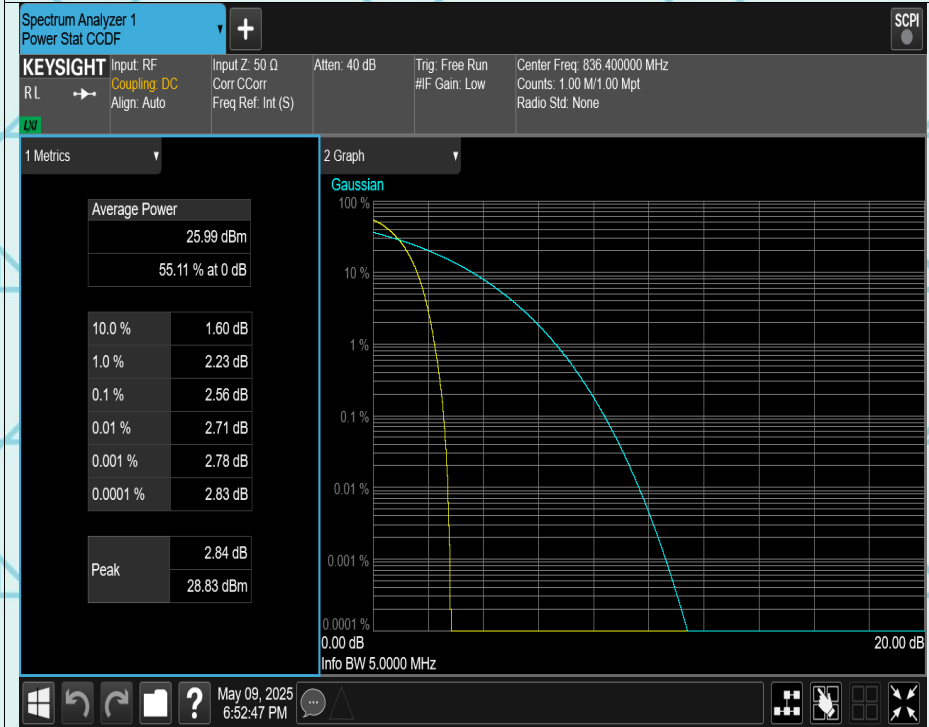 Spectrum Analyzer 1
Power Stat CCDF
+
SCPI
KEYSIGHT
RL
LXI
Input: RF
Coupling: DC
Align: Auto
Input Z: 50 Ω
Corr CCorr
Freq Ref: Int (S)
Atten: 40 dB
Trig: Free Run
#IF Gain: Low
Center Freq: 836.400000 MHz
Counts: 1.00 M/1.00 Mpt
Radio Std: None
1 Metrics
Average Power
25.99 dBm
55.11 % at 0 dB
10.0 % 1.60 dB
1.0 % 2.23 dB
0.1 % 2.56 dB
0.01 % 2.71 dB
0.001 % 2.78 dB
0.0001 % 2.83 dB
Peak
2.84 dB
28.83 dBm
2 Graph
Gaussian
100 %
10 %
1 %
0.1 %
0.01 %
0.001 %
0.0001 %
0.00 dB 20.00 dB
Info BW 5.0000 MHz
?
May 09, 2025
6:52:47 PM